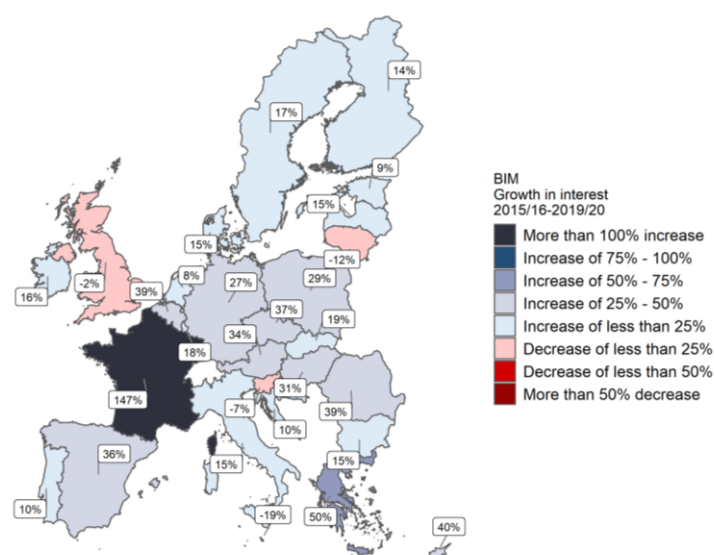 14%
17%
9%
15%
15%
-12%
8%
-2%
39%
16%
27%
29%
37%
19%
34%
18%
31%
147%
-7%
39%
10%
36%
15%
15%
10%
-19%
50%
40%
BIM
Growth in interest
2015/16-2019/20
More than 100% increase
Increase of 75% - 100%
Increase of 50% - 75%
Increase of 25% - 50%
Increase of less than 25%
Decrease of less than 25%
Decrease of less than 50%
More than 50% decrease